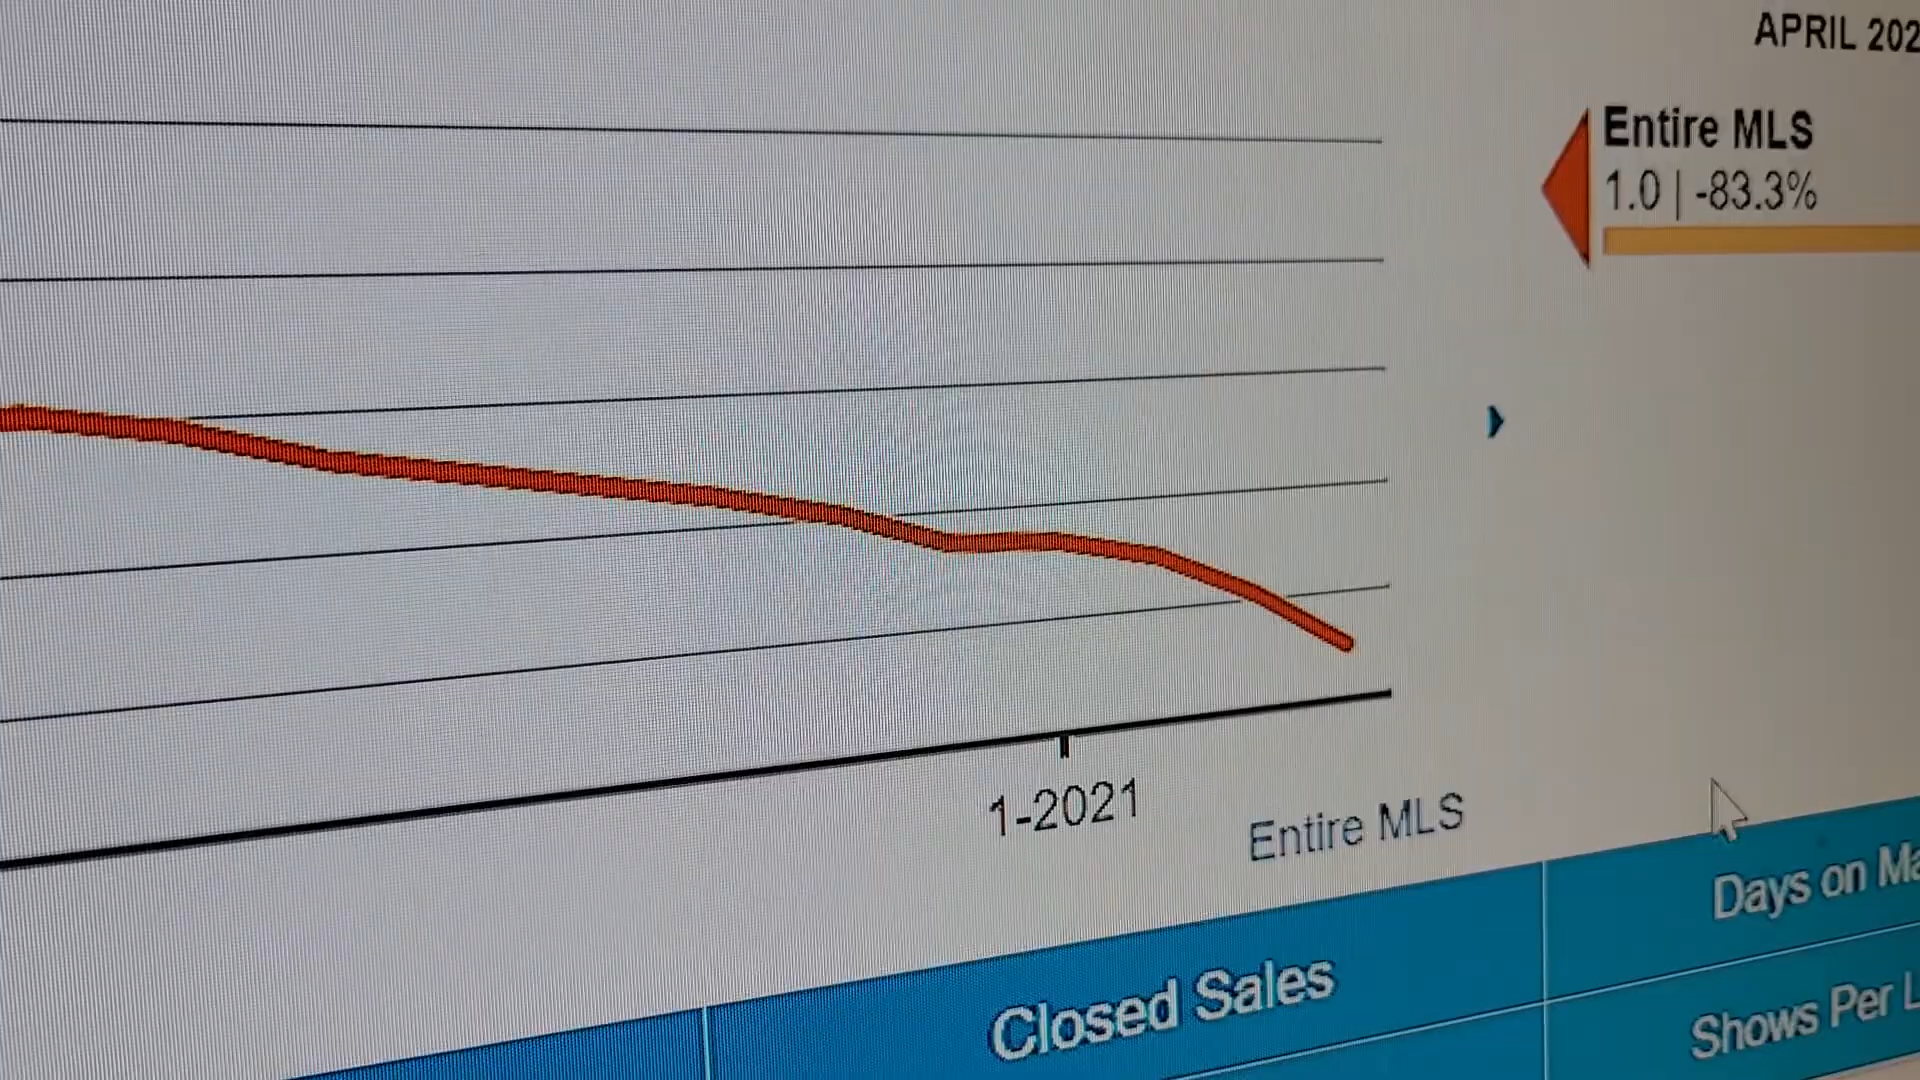 APRIL 202
Entire MLS
1.0 | -83.3%
1-2021
Entire MLS
Days on Ma
Closed Sales
Shows Per L